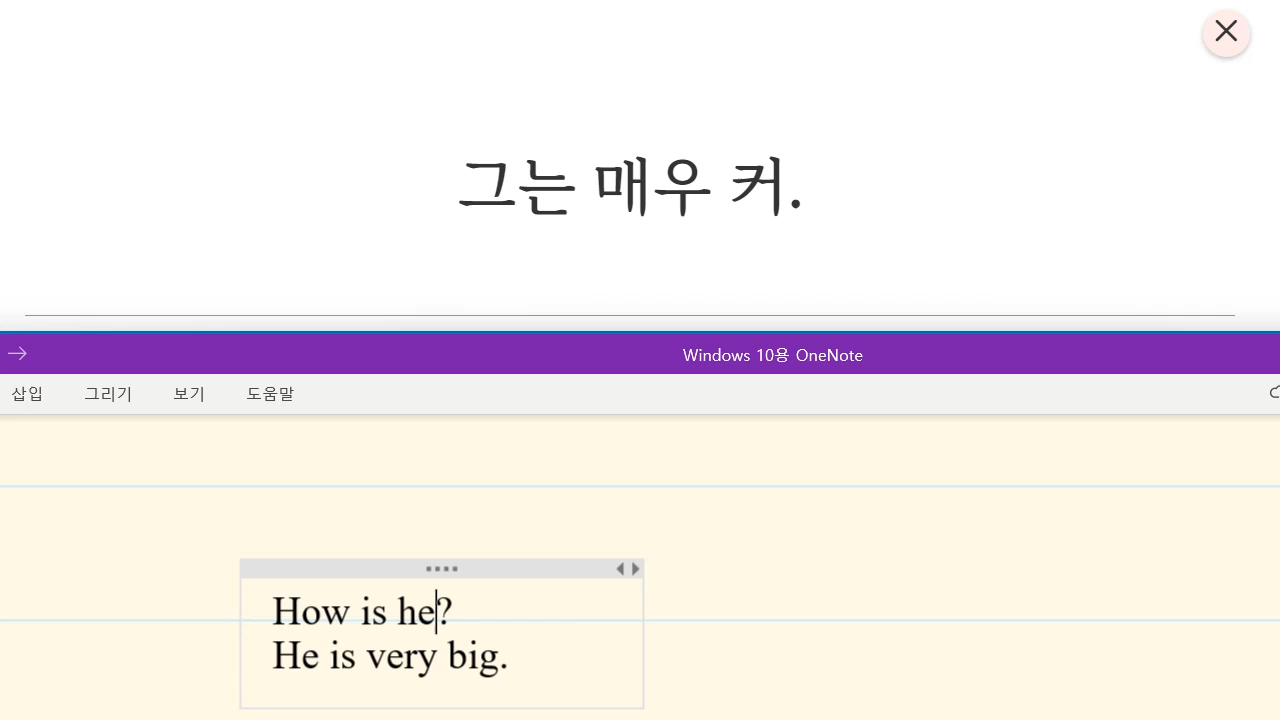 그는 매우 커.
Windows 10용 OneNote
삽입 그리기 보기 도움말
How is he?
He is very big.